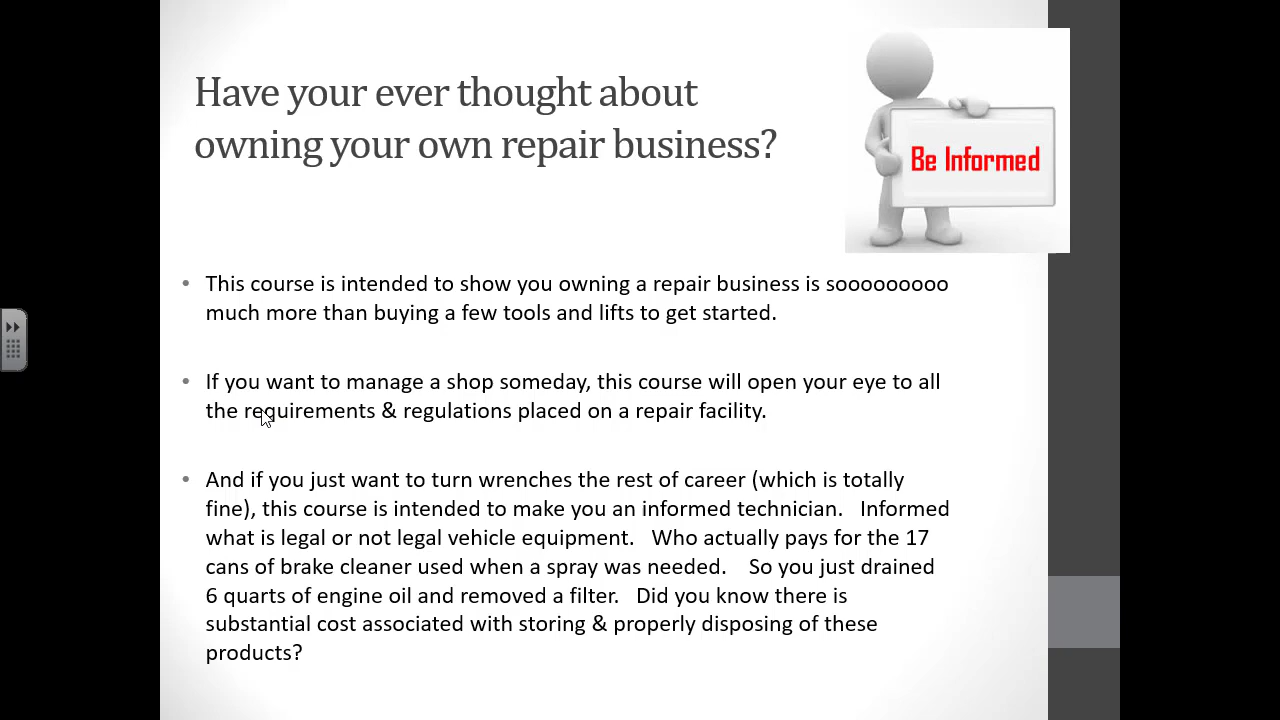 Have your ever thought about
owning your own repair business?
Be Informed
• This course is intended to show you owning a repair business is sooooooooo
much more than buying a few tools and lifts to get started.
• If you want to manage a shop someday, this course will open your eye to all
the requirements & regulations placed on a repair facility.
• And if you just want to turn wrenches the rest of career (which is totally
fine), this course is intended to make you an informed technician.   Informed
what is legal or not legal vehicle equipment.   Who actually pays for the 17
cans of brake cleaner used when a spray was needed.    So you just drained
6 quarts of engine oil and removed a filter.   Did you know there is
substantial cost associated with storing & properly disposing of these
products?